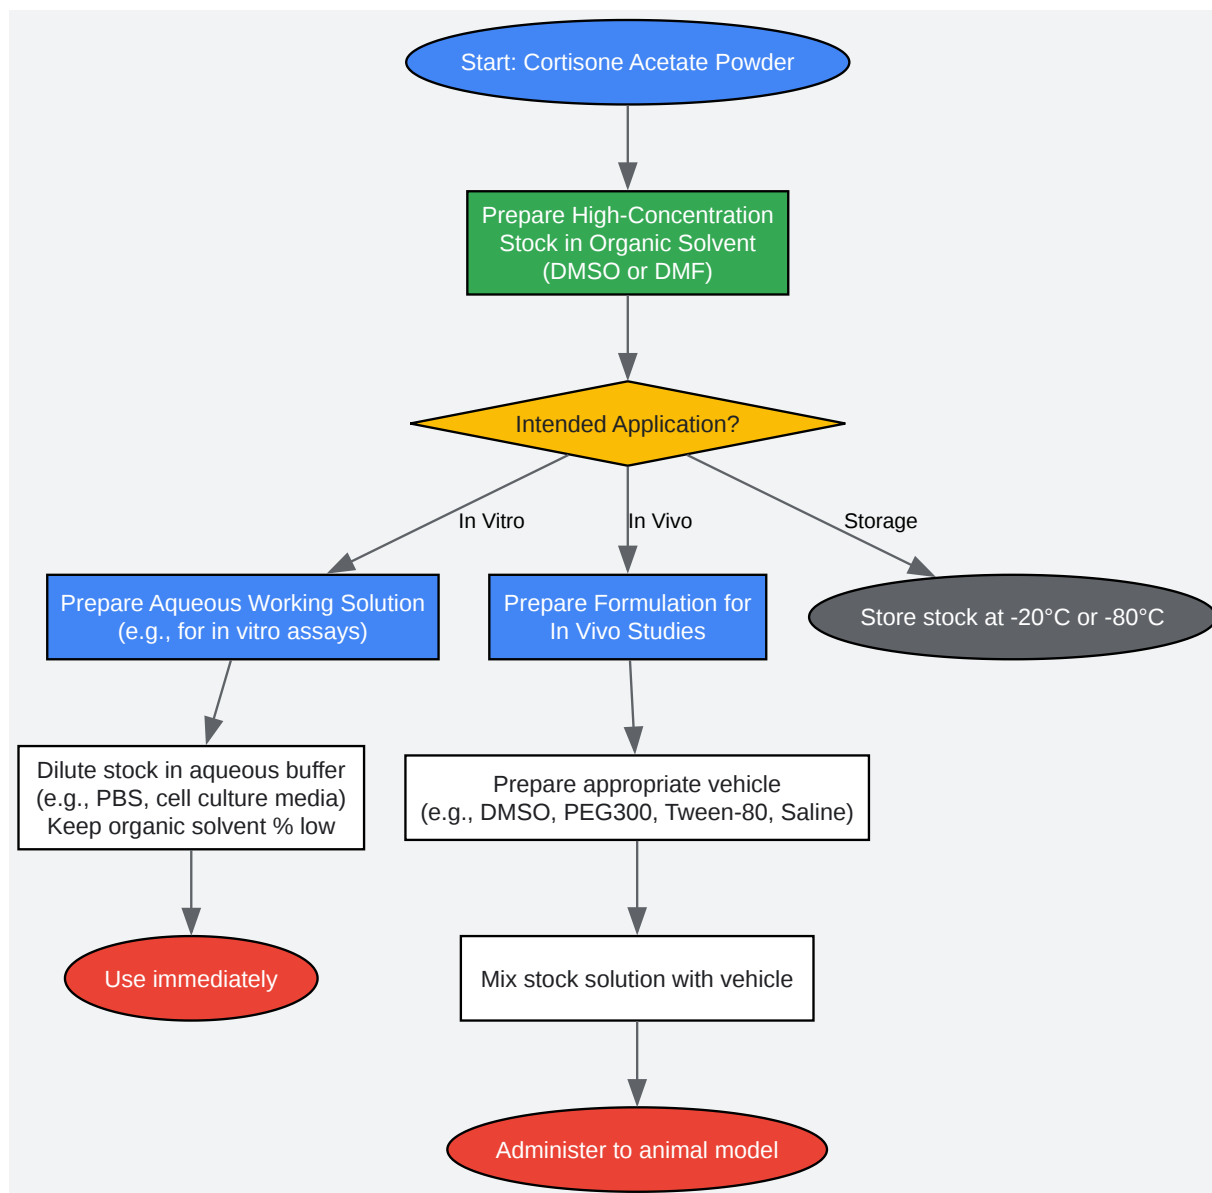 Start: Cortisone Acetate Powder
Prepare High-Concentration
Stock in Organic Solvent
(DMSO or DMF)
Intended Application?
In Vitro
In Vivo
Storage
Prepare Aqueous Working Solution
(e.g., for in vitro assays)
Prepare Formulation for
In Vivo Studies
Store stock at -20°C or -80°C
Dilute stock in aqueous buffer
(e.g., PBS, cell culture media)
Keep organic solvent % low
Prepare appropriate vehicle
(e.g., DMSO, PEG300, Tween-80, Saline)
Use immediately
Mix stock solution with vehicle
Administer to animal model